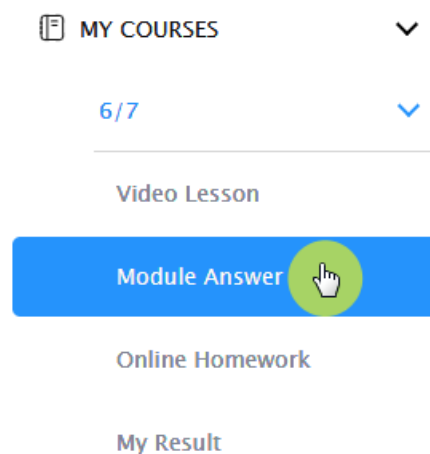 MY COURSES
6/7
Video Lesson
Module Answer
Online Homework
My Result